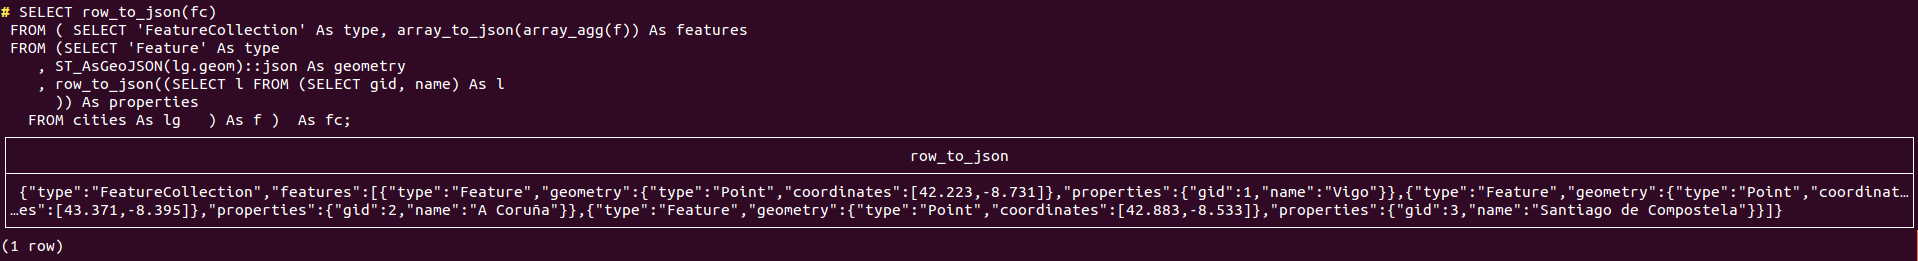 # SELECT row_to_json(fc)
 FROM ( SELECT 'FeatureCollection' As type, array_to_json(array_agg(f)) As features
 FROM (SELECT 'Feature' As type
    , ST_AsGeoJSON(lg.geom)::json As geometry
    , row_to_json((SELECT l FROM (SELECT gid, name) As l
      )) As properties
   FROM cities As lg   ) As f )  As fc;
row_to_json
{"type":"FeatureCollection","features":[{"type":"Feature","geometry":{"type":"Point","coordinates":[42.223,-8.731]},"properties":{"gid":1,"name":"Vigo"}},{"type":"Feature","geometry":{"type":"Point","coordinat…
…es":[43.371,-8.395]},"properties":{"gid":2,"name":"A Coruña"}},{"type":"Feature","geometry":{"type":"Point","coordinates":[42.883,-8.533]},"properties":{"gid":3,"name":"Santiago de Compostela"}}]}
(1 row)